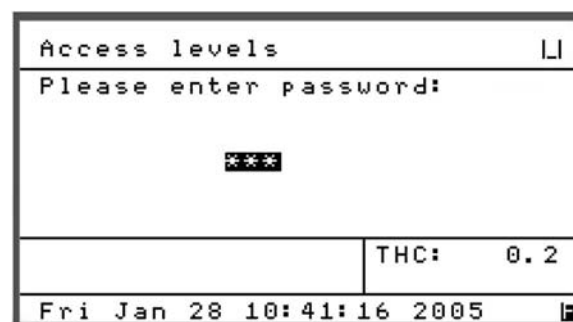 Access levels
Please enter password:
***
THC: 0.2
Fri Jan 28 10:41:16 2005